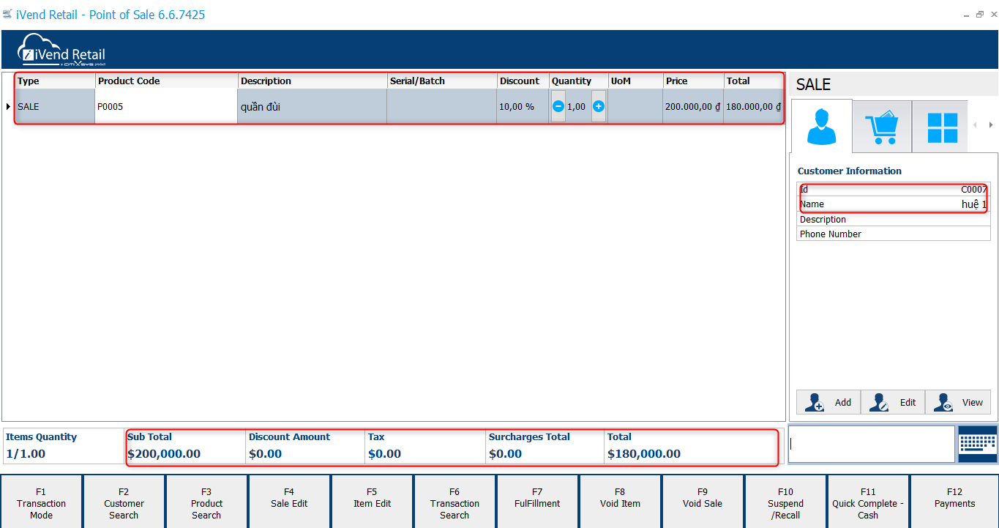 iVend Retail - Point of Sale 6.6.7425
iVend Retail
a CITIXSYS product
Type Product Code Description Serial/Batch Discount Quantity UoM Price Total
SALE P0005 quần đùi 10,00 % 1,00 200.000,00 ₫ 180.000,00 ₫
SALE
Customer Information
Id C0007
Name huệ 1
Description
Phone Number
Add Edit View
Items Quantity Sub Total Discount Amount Tax Surcharges Total Total
1/1.00 $200,000.00 $0.00 $0.00 $0.00 $180,000.00
F1 F2 F3 F4 F5 F6 F7 F8 F9 F10 F11 F12
Transaction Customer Product Sale Edit Item Edit Transaction FulFillment Void Item Void Sale Suspend Quick Complete - Payments
Mode Search Search Search /Recall Cash